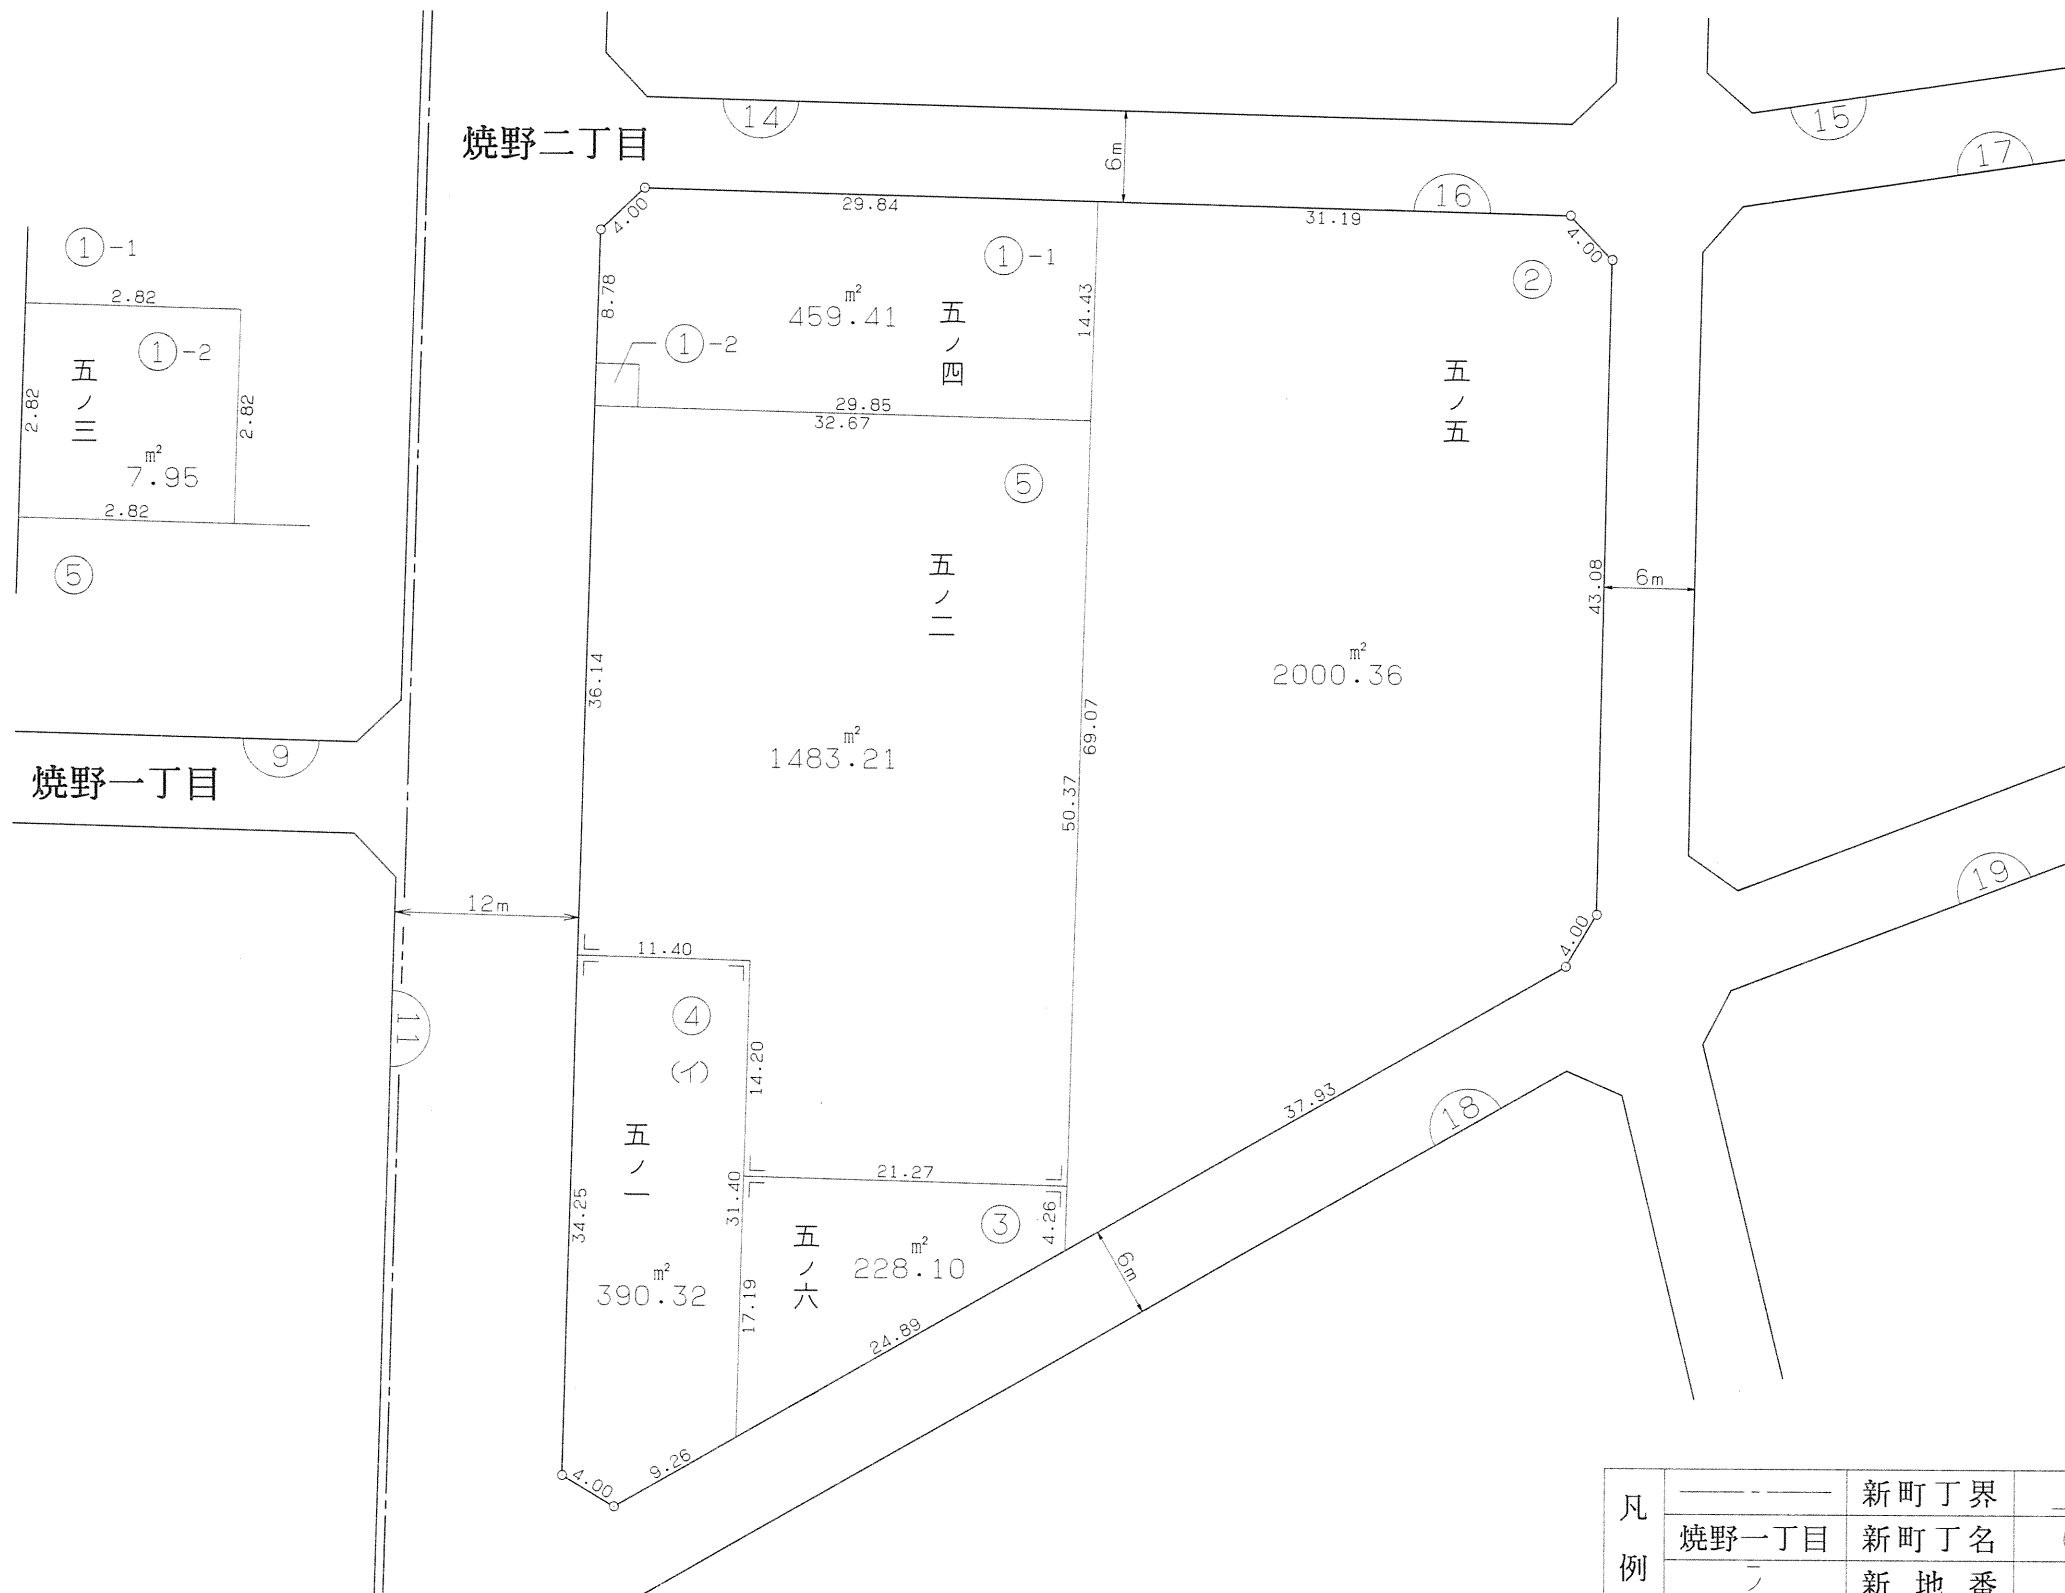 焼野二丁目
14
15
17
6m
16
29.84
31.19
4.00
4.00
①-1
①-1
②
2.82
8.78
m²
459.41
五ノ四
14.43
①-2
①-2
五ノ三
五ノ五
2.82
2.82
m²
7.95
29.85
32.67
⑤
2.82
⑤
五ノ二
43.08
6m
36.14
m²
2000.36
69.07
m²
1483.21
9
焼野一丁目
50.37
19
12m
11.40
4.00
11
④
(イ)
14.20
37.93
18
五ノ一
21.27
31.40
34.25
③
4.26
五ノ六
m²
228.10
6m
m²
390.32
17.19
24.89
9.26
4.00
凡例
新町丁界
焼野一丁目 新町丁名
新地番